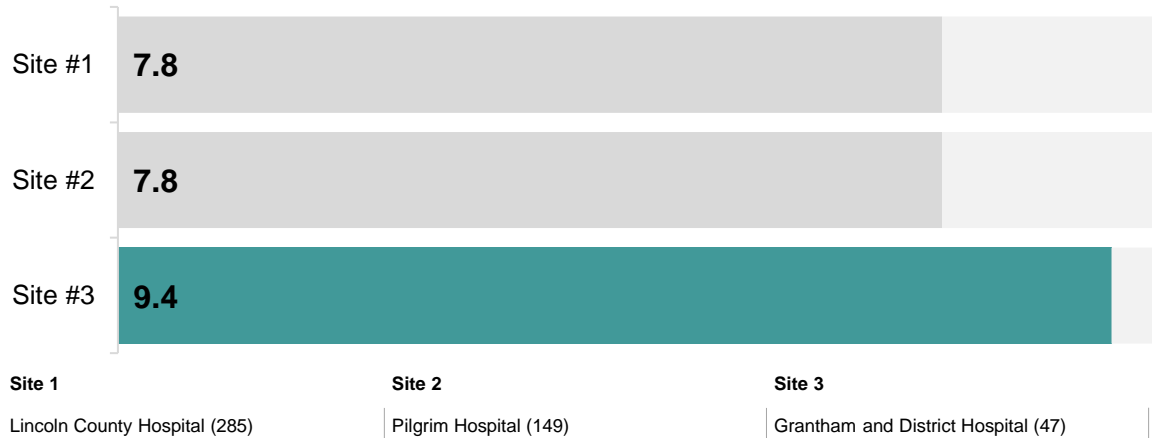 Site #1 7.8
Site #2 7.8
Site #3 9.4
Site 1 Site 2 Site 3
Lincoln County Hospital (285) Pilgrim Hospital (149) Grantham and District Hospital (47)